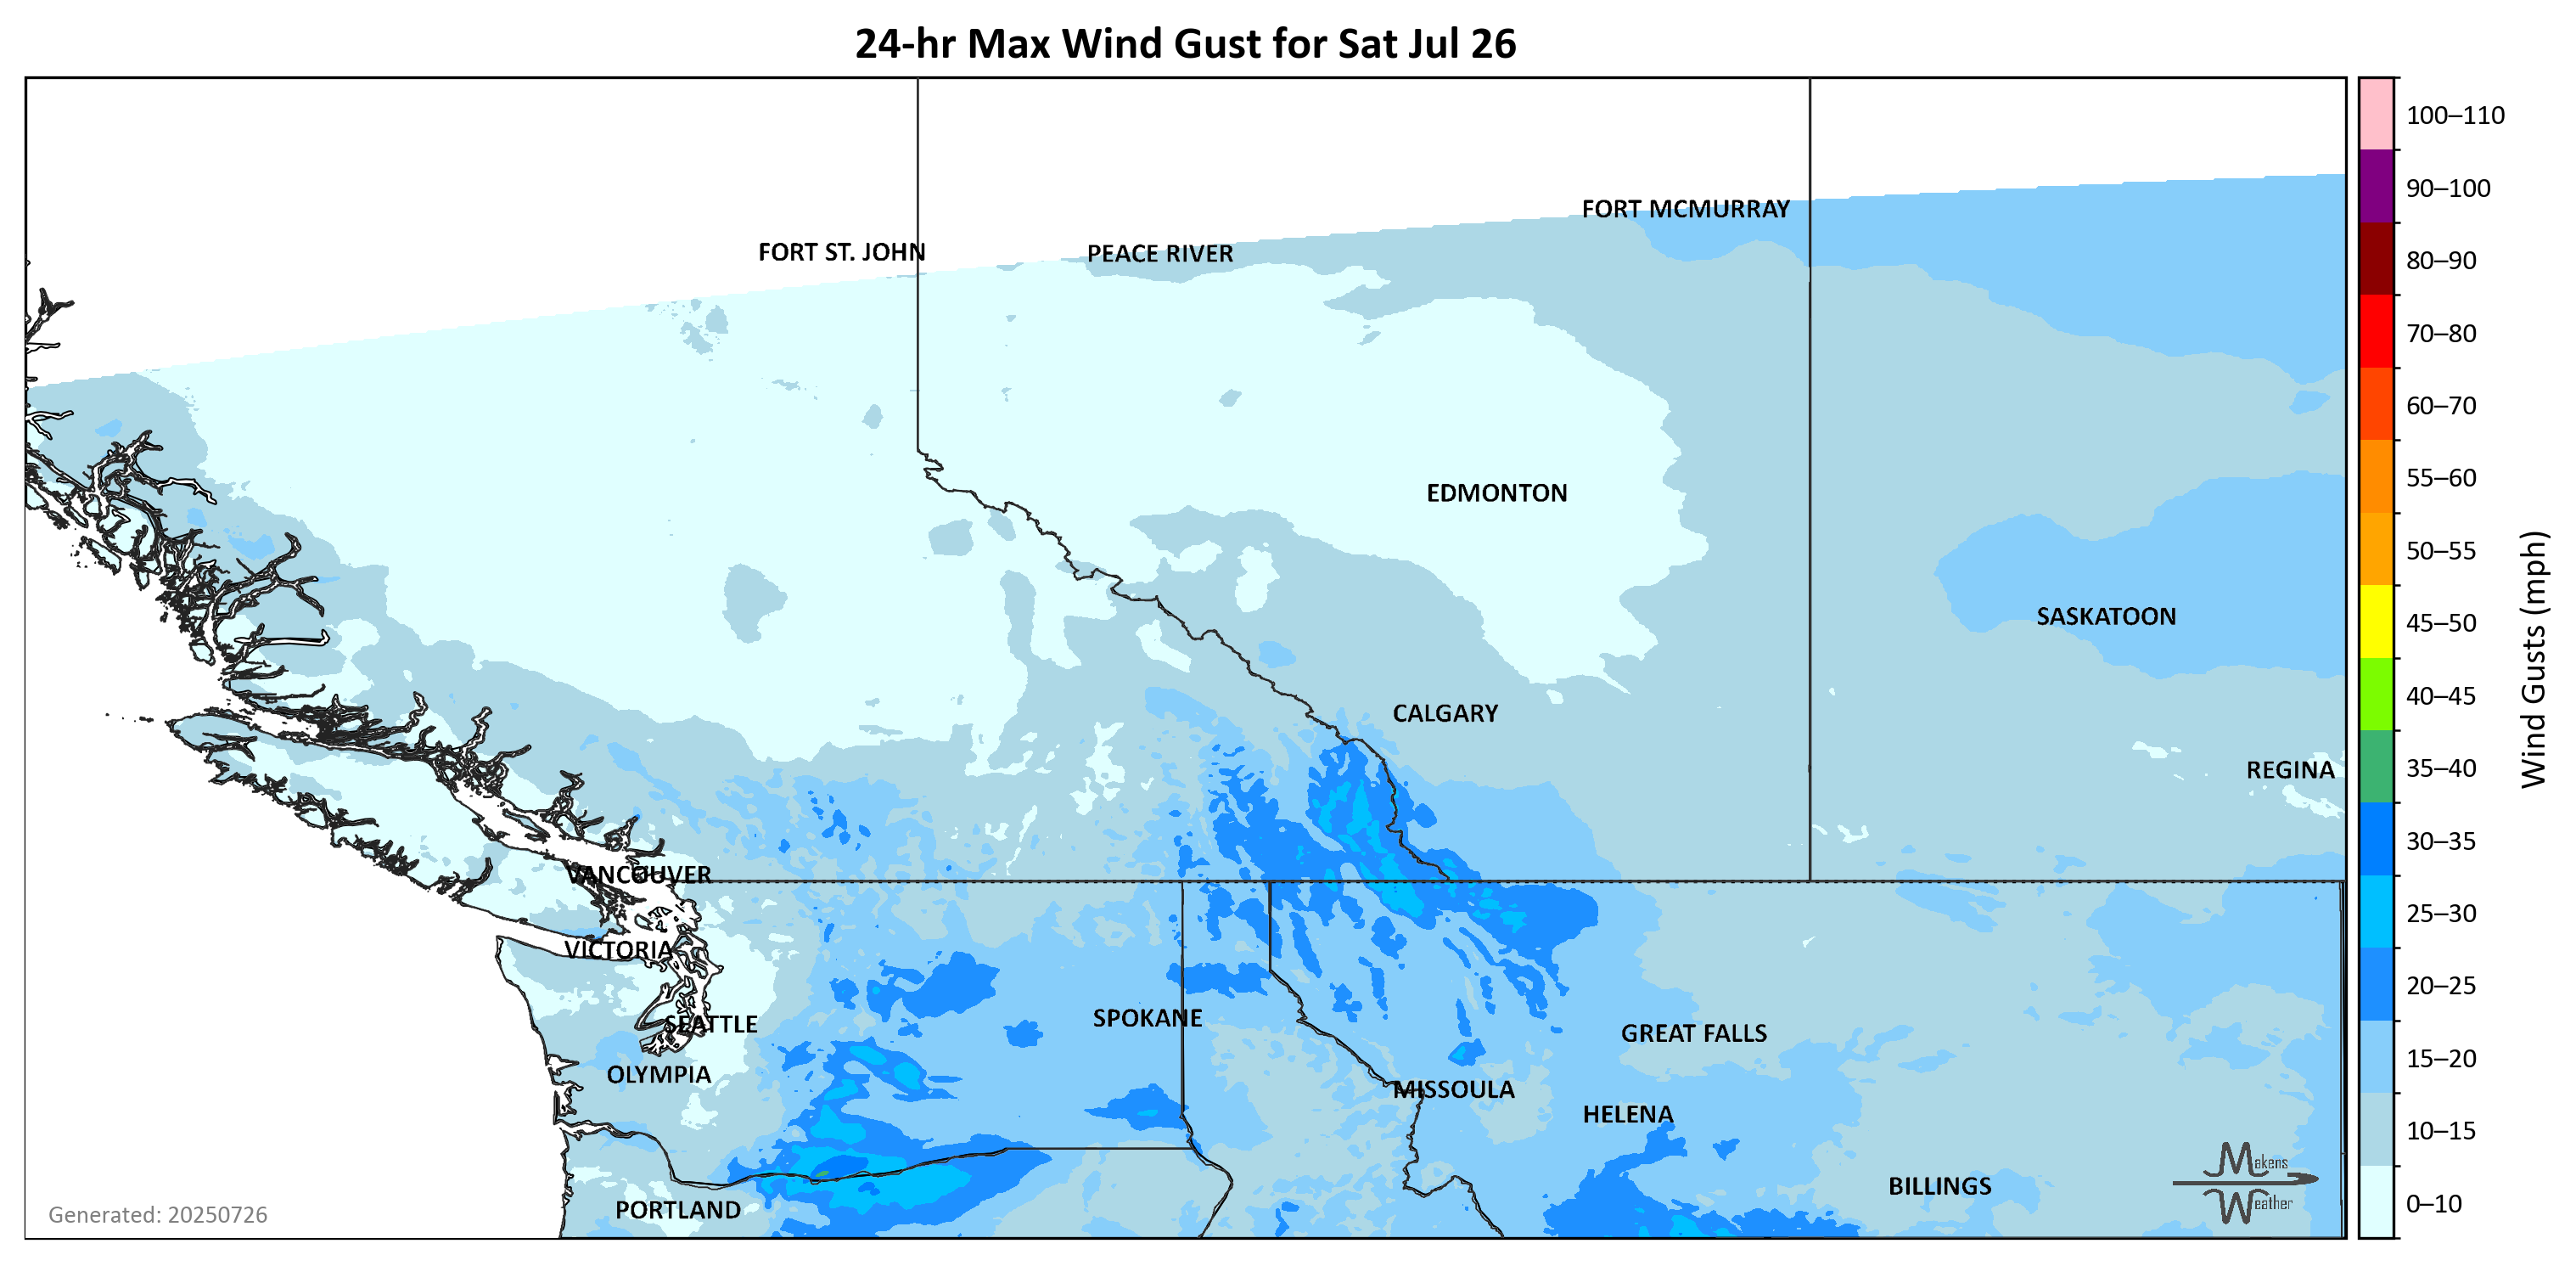 24-hr Max Wind Gust for Sat Jul 26
100–110
90–100
80–90
70–80
60–70
55–60
50–55
45–50
40–45
35–40
30–35
25–30
20–25
15–20
10–15
0–10
Wind Gusts (mph)
FORT MCMURRAY
FORT ST. JOHN
PEACE RIVER
EDMONTON
SASKATOON
CALGARY
REGINA
VANCOUVER
VICTORIA
SPOKANE
SEATTLE
GREAT FALLS
OLYMPIA
MISSOULA
HELENA
BILLINGS
PORTLAND
Makens
Weather
Generated: 20250726